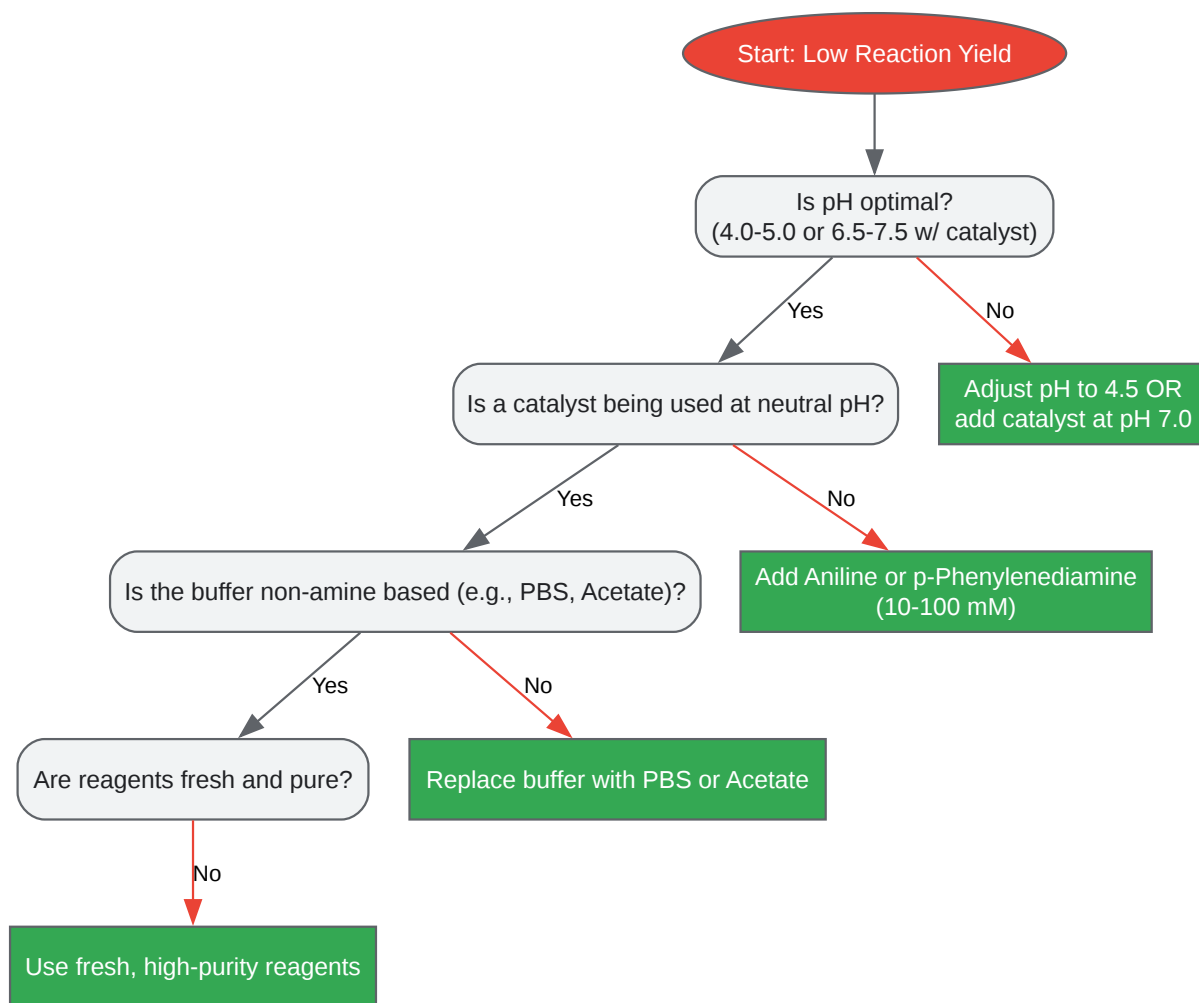 Start: Low Reaction Yield
Is pH optimal?
(4.0-5.0 or 6.5-7.5 w/ catalyst)
Yes
No
Is a catalyst being used at neutral pH?
Adjust pH to 4.5 OR
add catalyst at pH 7.0
Yes
No
Is the buffer non-amine based (e.g., PBS, Acetate)?
Add Aniline or p-Phenylenediamine
(10-100 mM)
Yes
No
Are reagents fresh and pure?
Replace buffer with PBS or Acetate
No
Use fresh, high-purity reagents